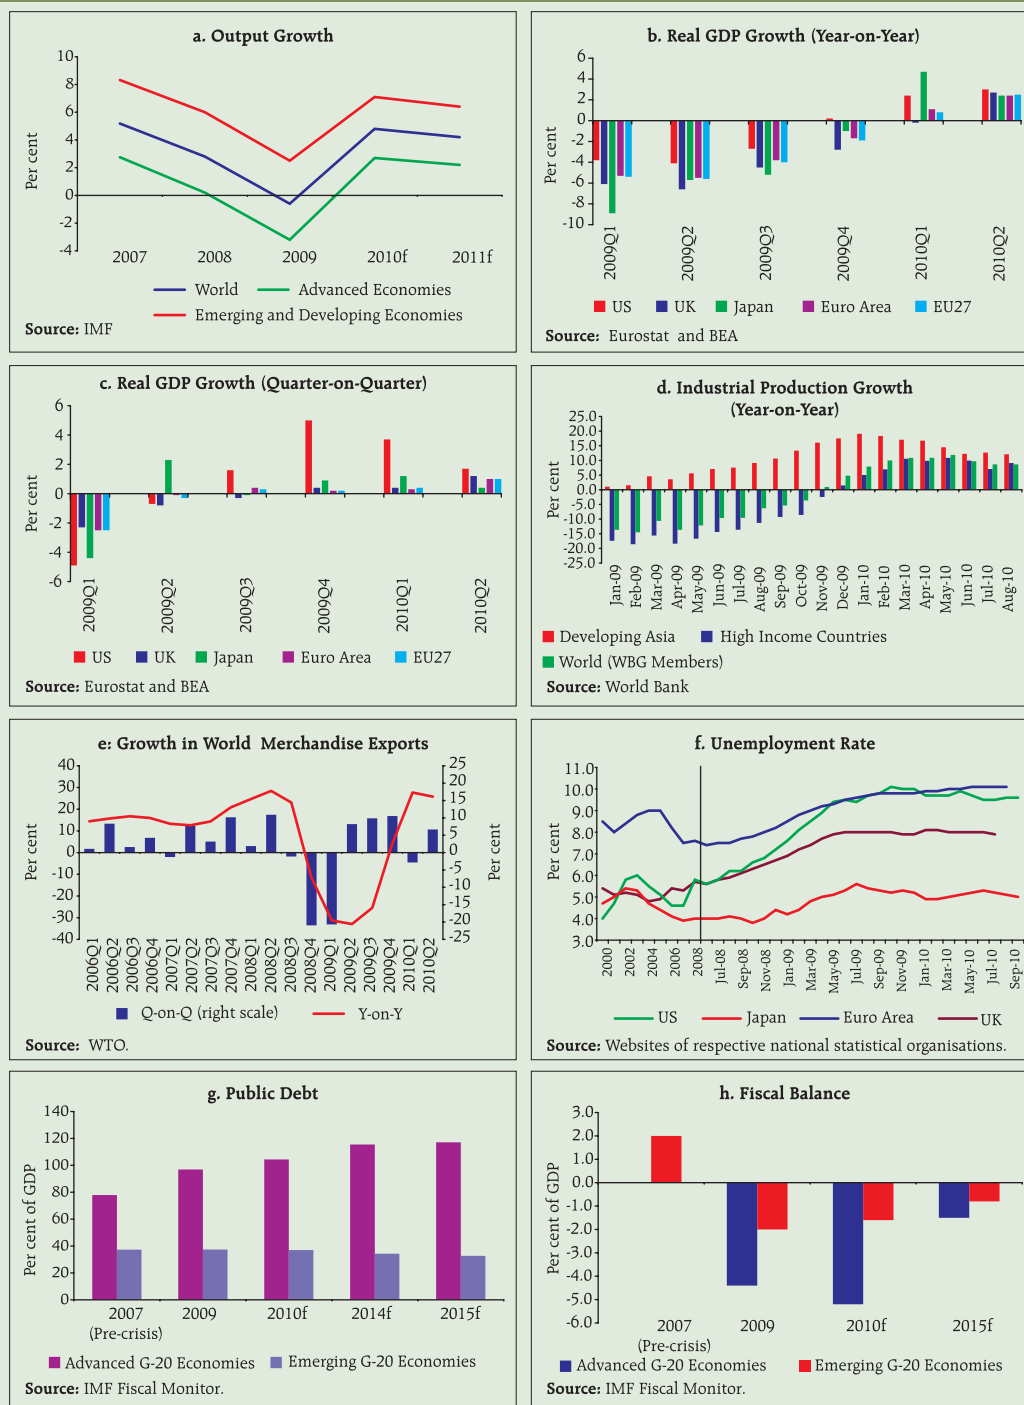 a. Output Growth
Per cent
10
8
6
4
2
0
-2
-4
2007 2008 2009 2010f 2011f
World Advanced Economies
Emerging and Developing Economies
Source: IMF
b. Real GDP Growth (Year-on-Year)
Per cent
6
4
2
0
-2
-4
-6
-8
-10
2009Q1 2009Q2 2009Q3 2009Q4 2010Q1 2010Q2
US UK Japan Euro Area EU27
Source: Eurostat and BEA
c. Real GDP Growth (Quarter-on-Quarter)
Per cent
6
4
2
0
-2
-4
-6
2009Q1 2009Q2 2009Q3 2009Q4 2010Q1 2010Q2
US UK Japan Euro Area EU27
Source: Eurostat and BEA
d. Industrial Production Growth
(Year-on-Year)
Per cent
25.0
20.0
15.0
10.0
5.0
0.0
-5.0
-10.0
-15.0
-20.0
-25.0
Jan-09 Feb-09 Mar-09 Apr-09 May-09 Jun-09 Jul-09 Aug-09 Sep-09 Oct-09 Nov-09 Dec-09 Jan-10 Feb-10 Mar-10 Apr-10 May-10 Jun-10 Jul-10 Aug-10
Developing Asia High Income Countries
World (WBG Members)
Source: World Bank
e: Growth in World Merchandise Exports
Per cent
40
30
20
10
0
-10
-20
-30
-40
25
20
15
10
5
0
-5
-10
-15
-20
-25
Per cent
2006Q1 2006Q2 2006Q3 2006Q4 2007Q1 2007Q2 2007Q3 2007Q4 2008Q1 2008Q2 2008Q3 2008Q4 2009Q1 2009Q2 2009Q3 2009Q4 2010Q1 2010Q2
Q-on-Q (right scale) Y-on-Y
Source: WTO.
f. Unemployment Rate
Per cent
11.0
10.0
9.0
8.0
7.0
6.0
5.0
4.0
3.0
2000 2002 2004 2006 2008 Jul-08 Sep-08 Nov-08 Jan-09 Mar-09 May-09 Jul-09 Sep-09 Nov-09 Jan-10 Mar-10 May-10 Jul-10 Sep-10
US Japan Euro Area UK
Source: Websites of respective national statistical organisations.
g. Public Debt
Per cent of GDP
140
120
100
80
60
40
20
0
2007 2009 2010f 2014f 2015f
(Pre-crisis)
Advanced G-20 Economies Emerging G-20 Economies
Source: IMF Fiscal Monitor.
h. Fiscal Balance
Per cent of GDP
3.0
2.0
1.0
0.0
-1.0
-2.0
-3.0
-4.0
-5.0
-6.0
2007 2009 2010f 2015f
(Pre-crisis)
Advanced G-20 Economies Emerging G-20 Economies
Source: IMF Fiscal Monitor.